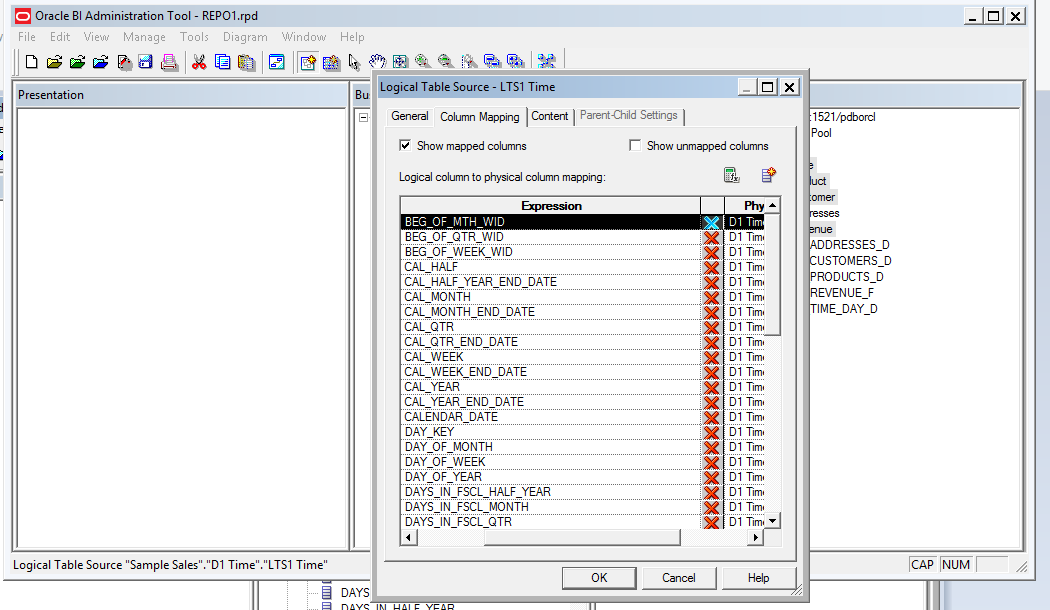 Oracle BI Administration Tool - REPO1.rpd
File Edit View Manage Tools Diagram Window Help
Presentation
Logical Table Source - LTS1 Time
General Column Mapping Content Parent-Child Settings
Show mapped columns Show unmapped columns
Logical column to physical column mapping:
Expression Phy
BEG_OF_MTH_WID D1 Time
BEG_OF_QTR_WID D1 Time
BEG_OF_WEEK_WID D1 Time
CAL_HALF D1 Time
CAL_HALF_YEAR_END_DATE D1 Time
CAL_MONTH D1 Time
CAL_MONTH_END_DATE D1 Time
CAL_QTR D1 Time
CAL_QTR_END_DATE D1 Time
CAL_WEEK D1 Time
CAL_WEEK_END_DATE D1 Time
CAL_YEAR D1 Time
CAL_YEAR_END_DATE D1 Time
CALENDAR_DATE D1 Time
DAY_KEY D1 Time
DAY_OF_MONTH D1 Time
DAY_OF_WEEK D1 Time
DAY_OF_YEAR D1 Time
DAYS_IN_FSCL_HALF_YEAR D1 Time
DAYS_IN_FSCL_MONTH D1 Time
DAYS_IN_FSCL_QTR D1 Time
OK Cancel Help
Bu
:1521/pdborcl
Pool
e
duct
omer
resses
enue
ADDRESSES_D
CUSTOMERS_D
PRODUCTS_D
REVENUE_F
TIME_DAY_D
Logical Table Source "Sample Sales"."D1 Time"."LTS1 Time"
CAP NUM
DAYS
DAYS_IN_HALF_YEAR